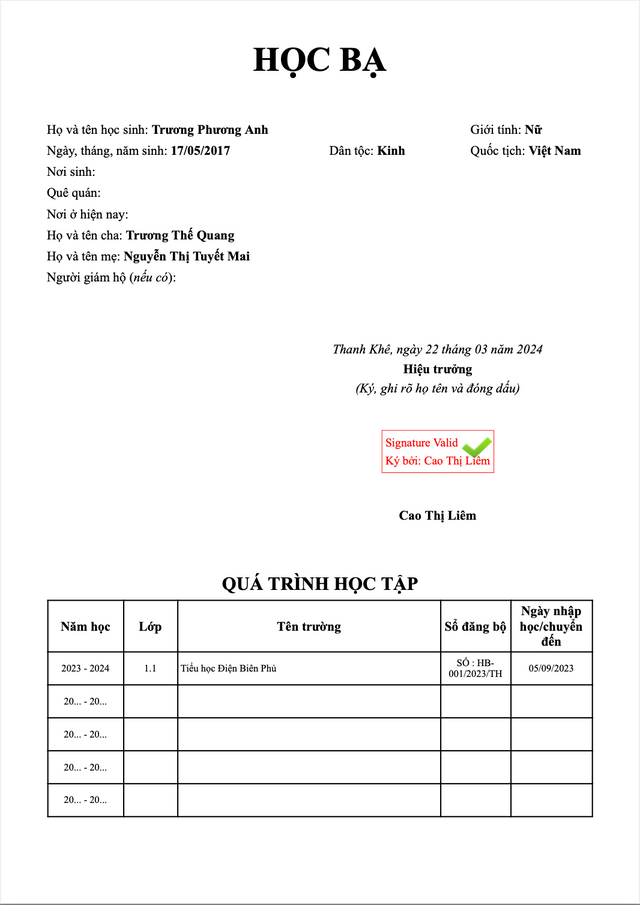 HỌC BẠ
Họ và tên học sinh: Trương Phương Anh Giới tính: Nữ
Ngày, tháng, năm sinh: 17/05/2017 Dân tộc: Kinh Quốc tịch: Việt Nam
Nơi sinh:
Quê quán:
Nơi ở hiện nay:
Họ và tên cha: Trương Thế Quang
Họ và tên mẹ: Nguyễn Thị Tuyết Mai
Người giám hộ (nếu có):
Thanh Khê, ngày 22 tháng 03 năm 2024
Hiệu trưởng
(Ký, ghi rõ họ tên và đóng dấu)
Signature Valid
Ký bởi: Cao Thị Liêm
Cao Thị Liêm
QUÁ TRÌNH HỌC TẬP
Năm học Lớp Tên trường Sổ đăng bộ Ngày nhập học/chuyển đến
2023 - 2024 1.1 Tiểu học Điện Biên Phủ SỐ : HB-001/2023/TH 05/09/2023
20... - 20...
20... - 20...
20... - 20...
20... - 20...